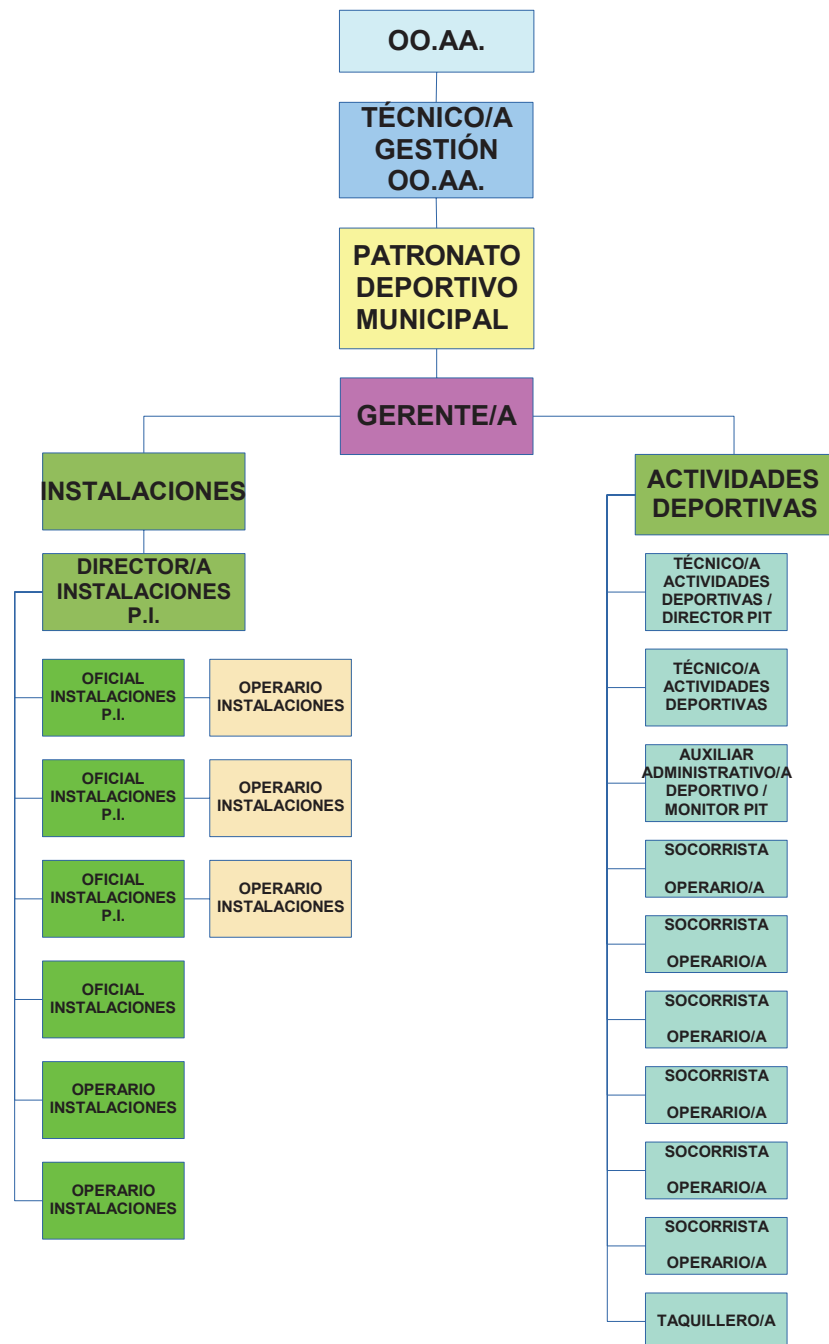 OO.AA.
TÉCNICO/A
GESTIÓN
OO.AA.
PATRONATO
DEPORTIVO
MUNICIPAL
GERENTE/A
INSTALACIONES
DIRECTOR/A
INSTALACIONES
P.I.
OFICIAL
INSTALACIONES
P.I.
OPERARIO
INSTALACIONES
OFICIAL
INSTALACIONES
P.I.
OPERARIO
INSTALACIONES
OFICIAL
INSTALACIONES
P.I.
OPERARIO
INSTALACIONES
OFICIAL
INSTALACIONES
OPERARIO
INSTALACIONES
OPERARIO
INSTALACIONES
ACTIVIDADES
DEPORTIVAS
TÉCNICO/A
ACTIVIDADES
DEPORTIVAS /
DIRECTOR PIT
TÉCNICO/A
ACTIVIDADES
DEPORTIVAS
AUXILIAR
ADMINISTRATIVO/A
DEPORTIVO /
MONITOR PIT
SOCORRISTA
OPERARIO/A
SOCORRISTA
OPERARIO/A
SOCORRISTA
OPERARIO/A
SOCORRISTA
OPERARIO/A
SOCORRISTA
OPERARIO/A
SOCORRISTA
OPERARIO/A
TAQUILLERO/A